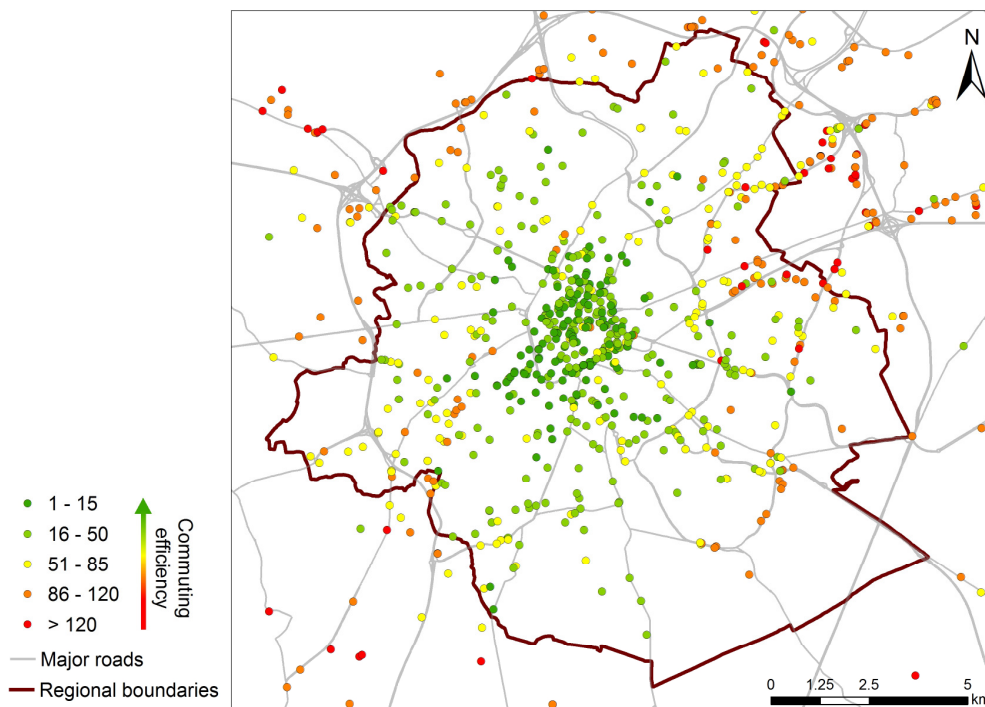 N
1 - 15
16 - 50
51 - 85
86 - 120
> 120
Commuting
efficiency
Major roads
Regional boundaries
0 1.25 2.5 5
km